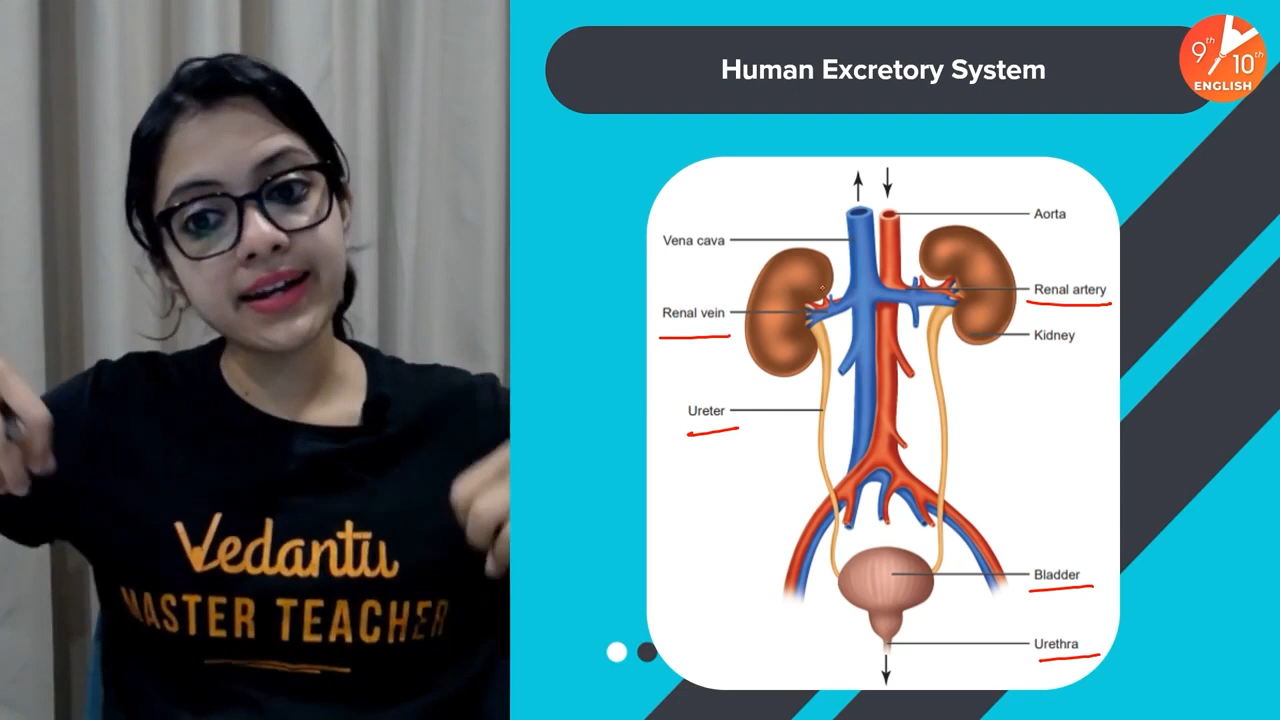 Human Excretory System
9th
10th
ENGLISH
Aorta
Vena cava
Renal artery
Renal vein
Kidney
Ureter
Bladder
Urethra
Vedantu
MASTER TEACHER